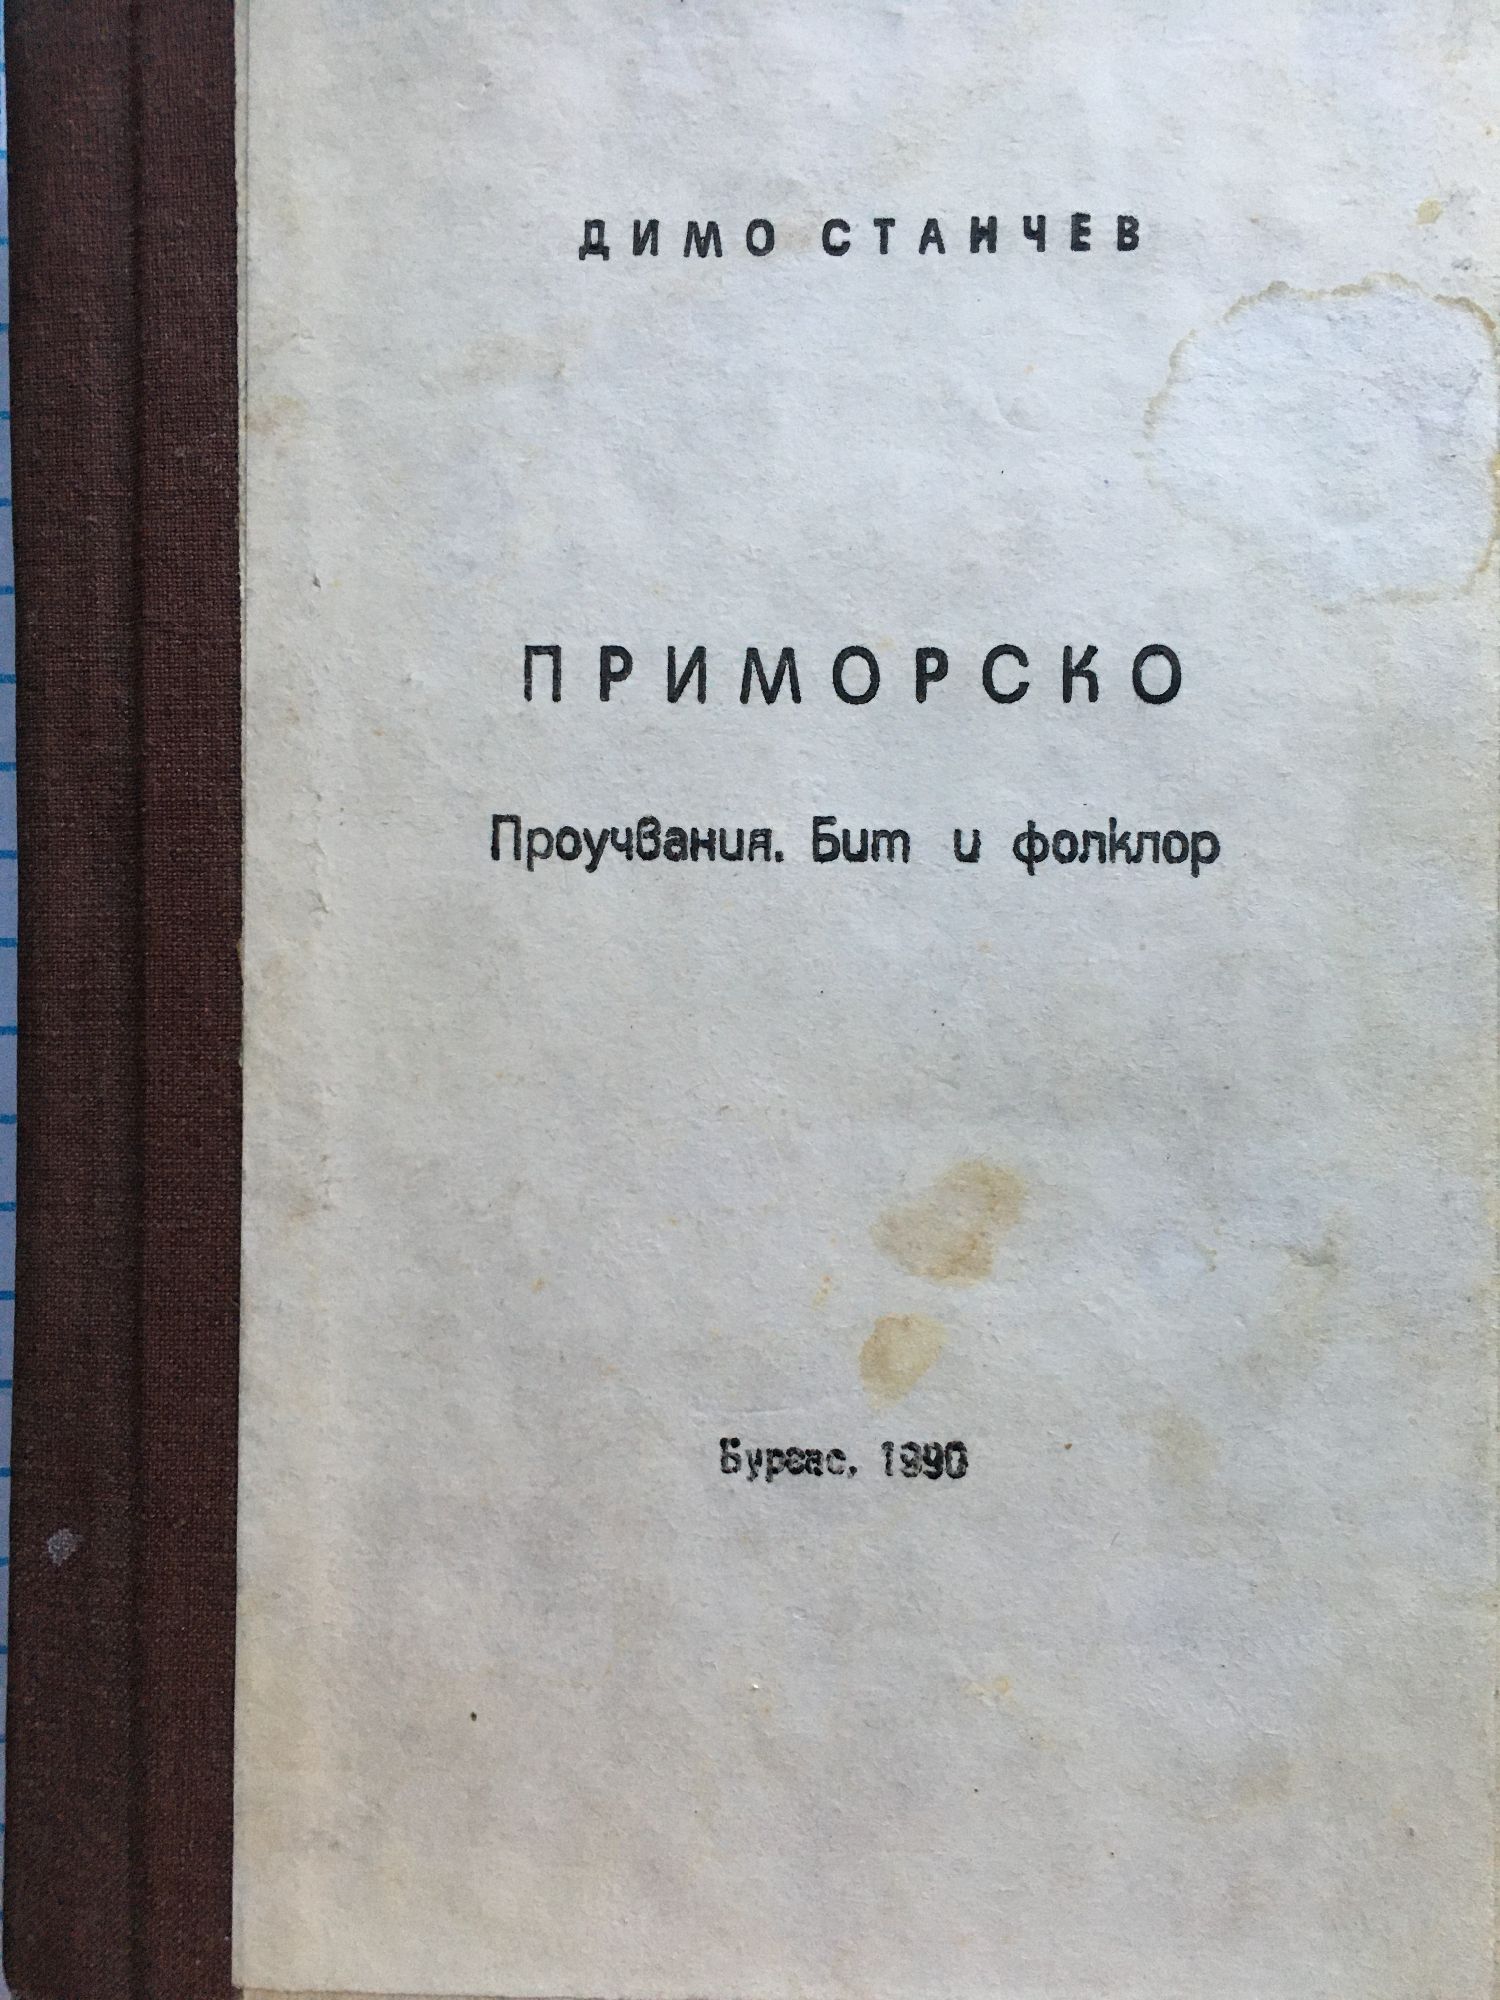 ДИМО СТАНЧЕВ
ПРИМОРСКО
Проучвания. Бит и фолклор
Бургас, 1990